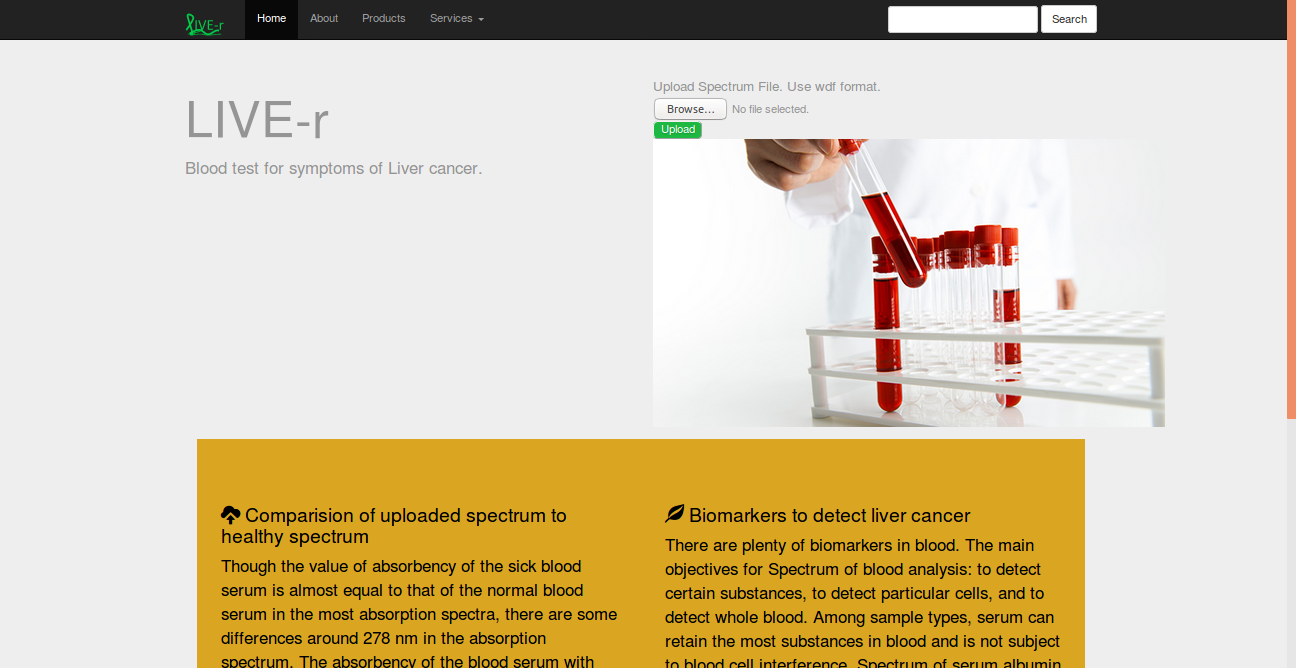 LIVE-r
Home
About
Products
Services
Search
Upload Spectrum File. Use wdf format.
Browse...
No file selected.
Upload
LIVE-r
Blood test for symptoms of Liver cancer.
Comparision of uploaded spectrum to
healthy spectrum
Though the value of absorbency of the sick blood
serum is almost equal to that of the normal blood
serum in the most absorption spectra, there are some
differences around 278 nm in the absorption
spectrum. The absorbency of the blood serum with
Biomarkers to detect liver cancer
There are plenty of biomarkers in blood. The main
objectives for Spectrum of blood analysis: to detect
certain substances, to detect particular cells, and to
detect whole blood. Among sample types, serum can
retain the most substances in blood and is not subject
to blood cell interference. Spectrum of serum albumin